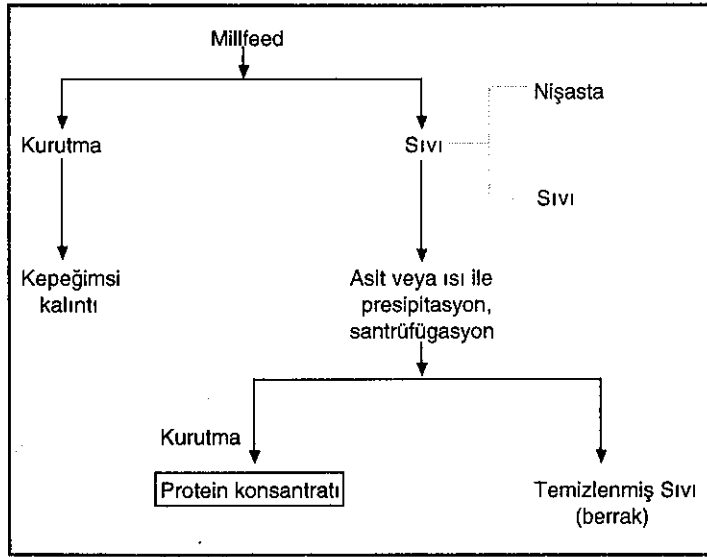 Millfeed
Nişasta
Kurutma
Sıvı
Sıvı
Kepeğimsi
kalıntı
Asit veya ısı ile
presipitasyon,
santrüfügasyon
Kurutma
Protein konsantratı
Temizlenmiş Sıvı
(berrak)